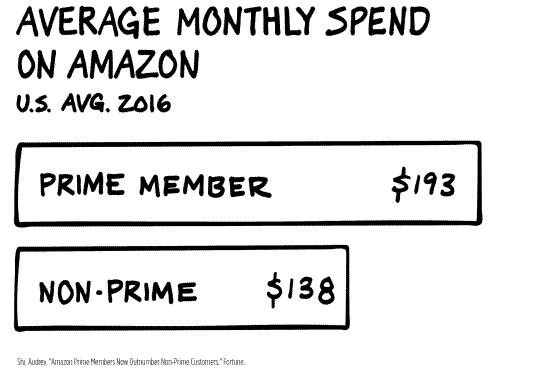 AVERAGE MONTHLY SPEND
ON AMAZON
U.S. AVG. 2016
PRIME MEMBER $193
NON-PRIME $138
Shi, Audrey. "Amazon Prime Members Now Outnumber Non-Prime Customers," Fortune.